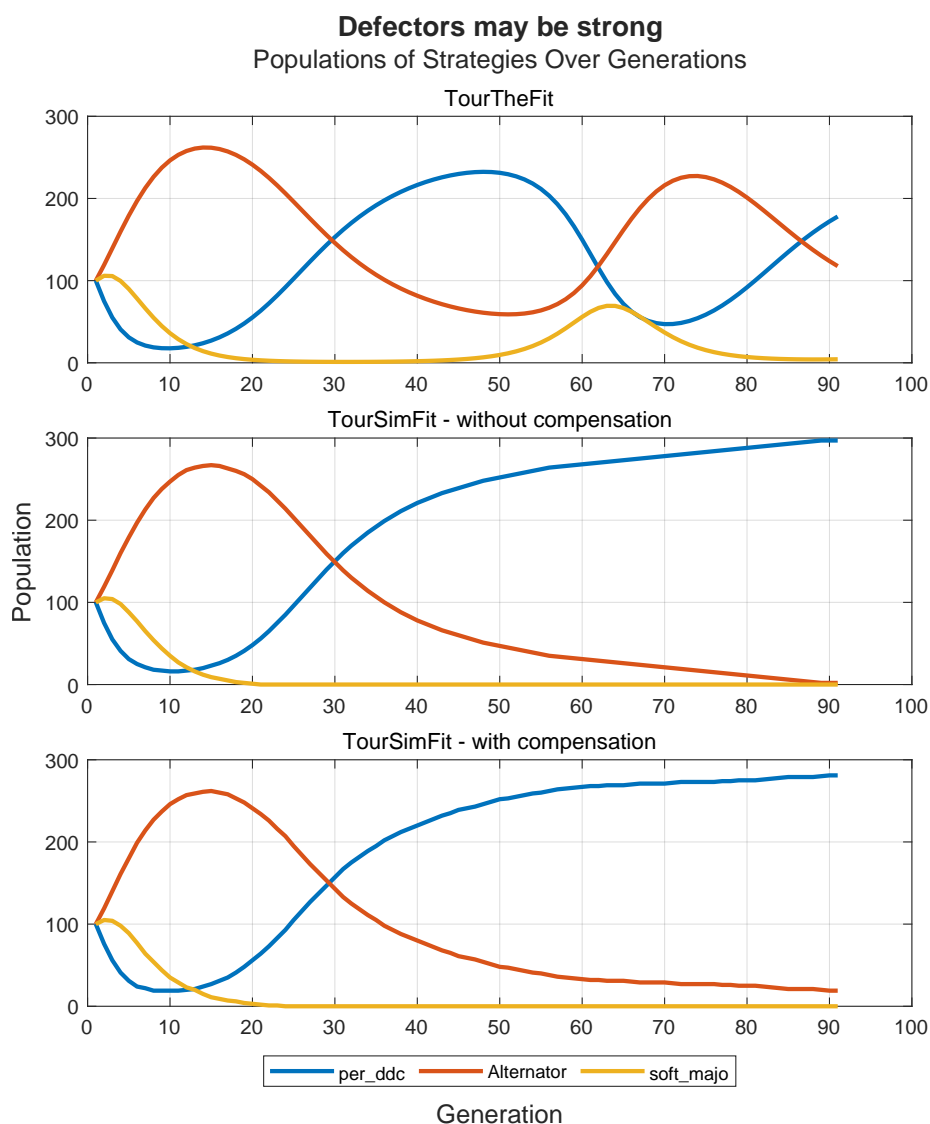 Defectors may be strong
Populations of Strategies Over Generations
TourTheFit
300
200
100
0
0 10 20 30 40 50 60 70 80 90 100
TourSimFit - without compensation
300
200
100
0
0 10 20 30 40 50 60 70 80 90 100
Population
TourSimFit - with compensation
300
200
100
0
0 10 20 30 40 50 60 70 80 90 100
per_ddc Alternator soft_majo
Generation